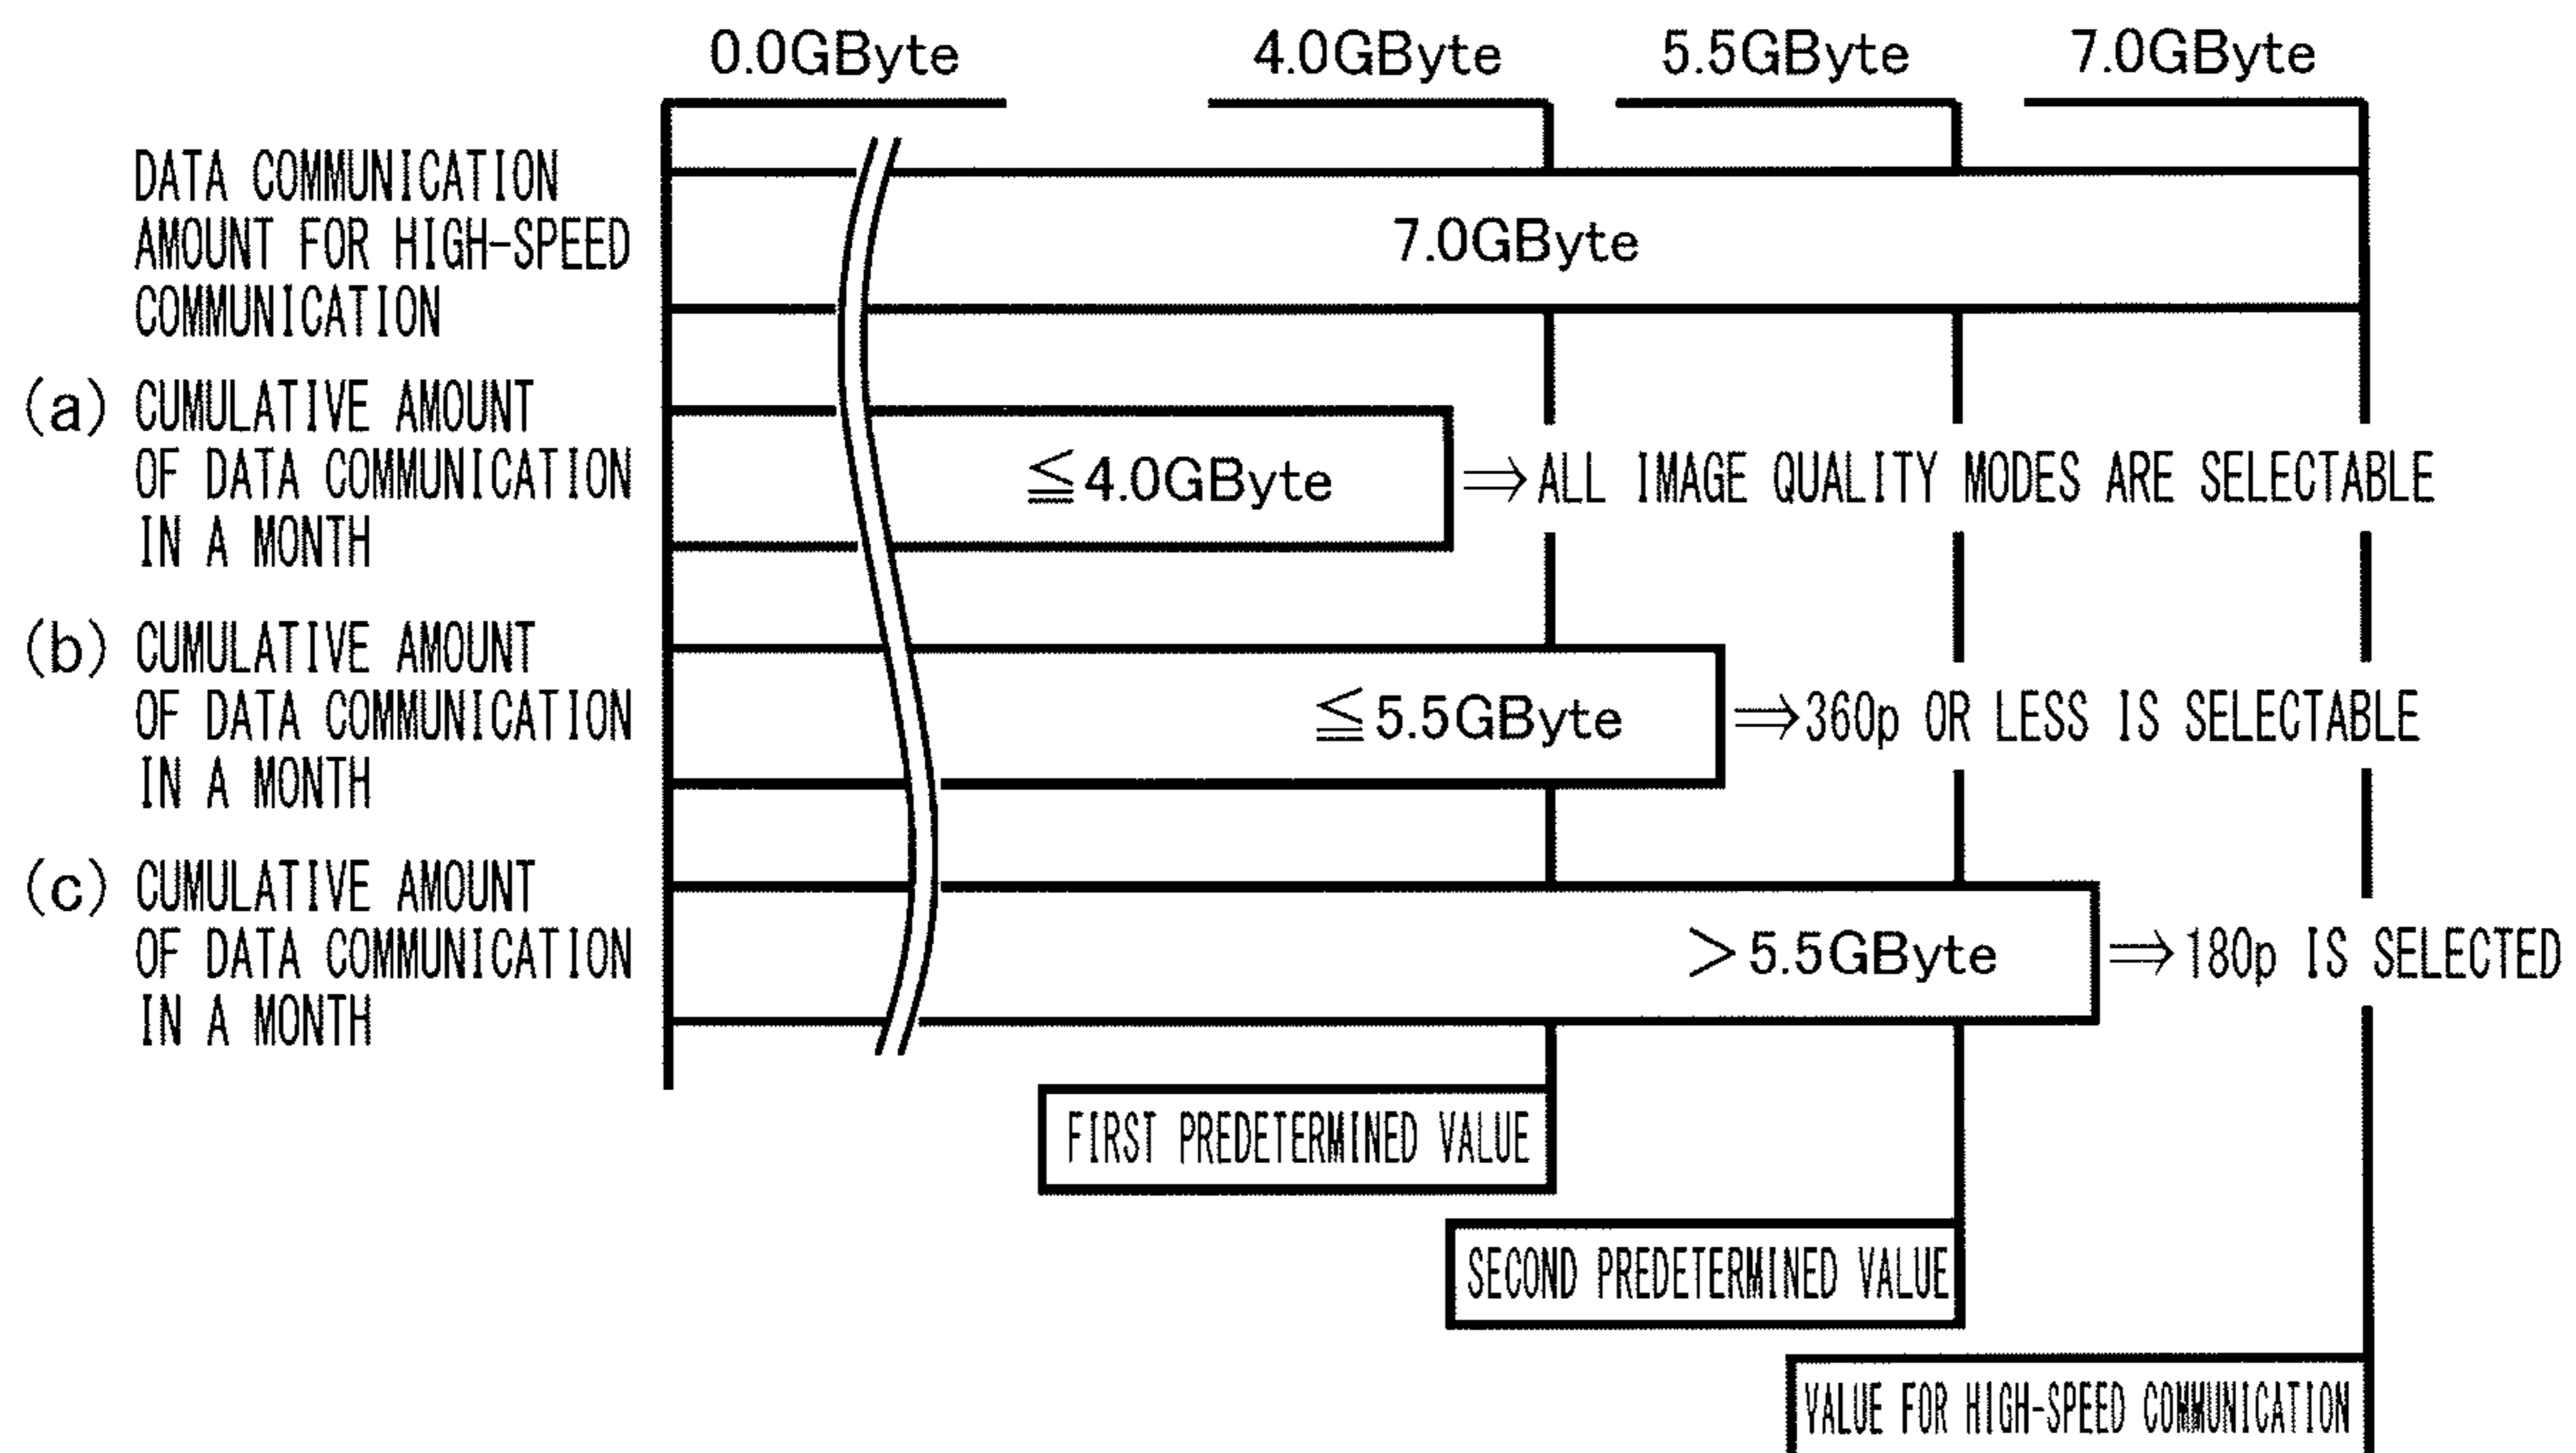 0.0GByte 4.0GByte 5.5GByte 7.0GByte
DATA COMMUNICATION
AMOUNT FOR HIGH-SPEED
COMMUNICATION
7.0GByte
(a) CUMULATIVE AMOUNT
OF DATA COMMUNICATION
IN A MONTH
≦4.0GByte ⇒ALL IMAGE QUALITY MODES ARE SELECTABLE
(b) CUMULATIVE AMOUNT
OF DATA COMMUNICATION
IN A MONTH
≦5.5GByte ⇒360p OR LESS IS SELECTABLE
(c) CUMULATIVE AMOUNT
OF DATA COMMUNICATION
IN A MONTH
>5.5GByte ⇒180p IS SELECTED
FIRST PREDETERMINED VALUE
SECOND PREDETERMINED VALUE
VALUE FOR HIGH-SPEED COMMUNICATION